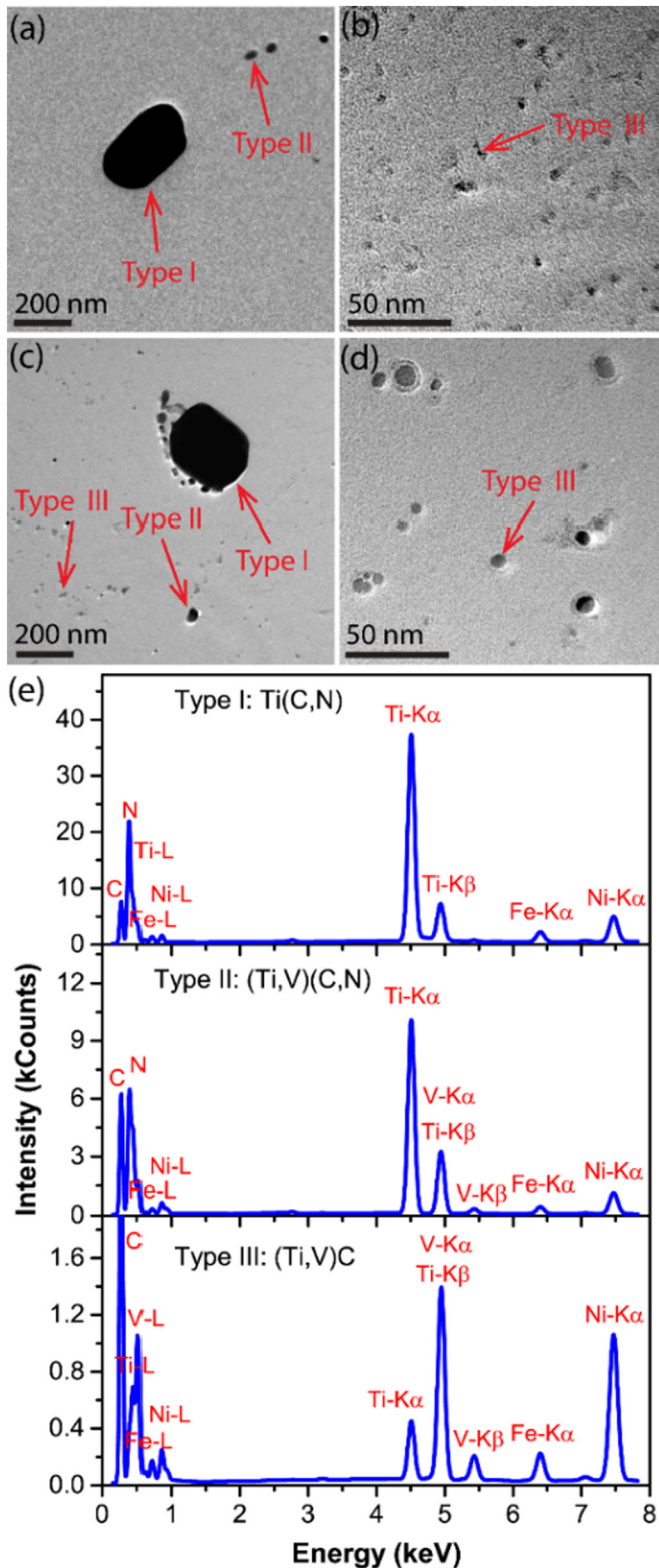 (a)
Type II
Type I
200 nm
(b)
Type III
50 nm
(c)
Type III
Type II
Type I
200 nm
(d)
Type III
50 nm
(e)
Type I: Ti(C,N)
Ti-Kα
40
30
20
10
0
N
Ti-L
C
Ni-L
Fe-L
Ti-Kβ
Fe-Kα
Ni-Kα
Type II: (Ti,V)(C,N)
Ti-Kα
12
9
6
3
0
C
N
Ni-L
Fe-L
V-Kα
Ti-Kβ
V-Kβ
Fe-Kα
Ni-Kα
Type III: (Ti,V)C
1.6
1.2
0.8
0.4
0.0
C
V-L
Ti-L
Ni-L
Fe-L
V-Kα
Ti-Kβ
Ti-Kα
V-Kβ
Fe-Kα
Ni-Kα
Intensity (kCounts)
0 1 2 3 4 5 6 7 8
Energy (keV)